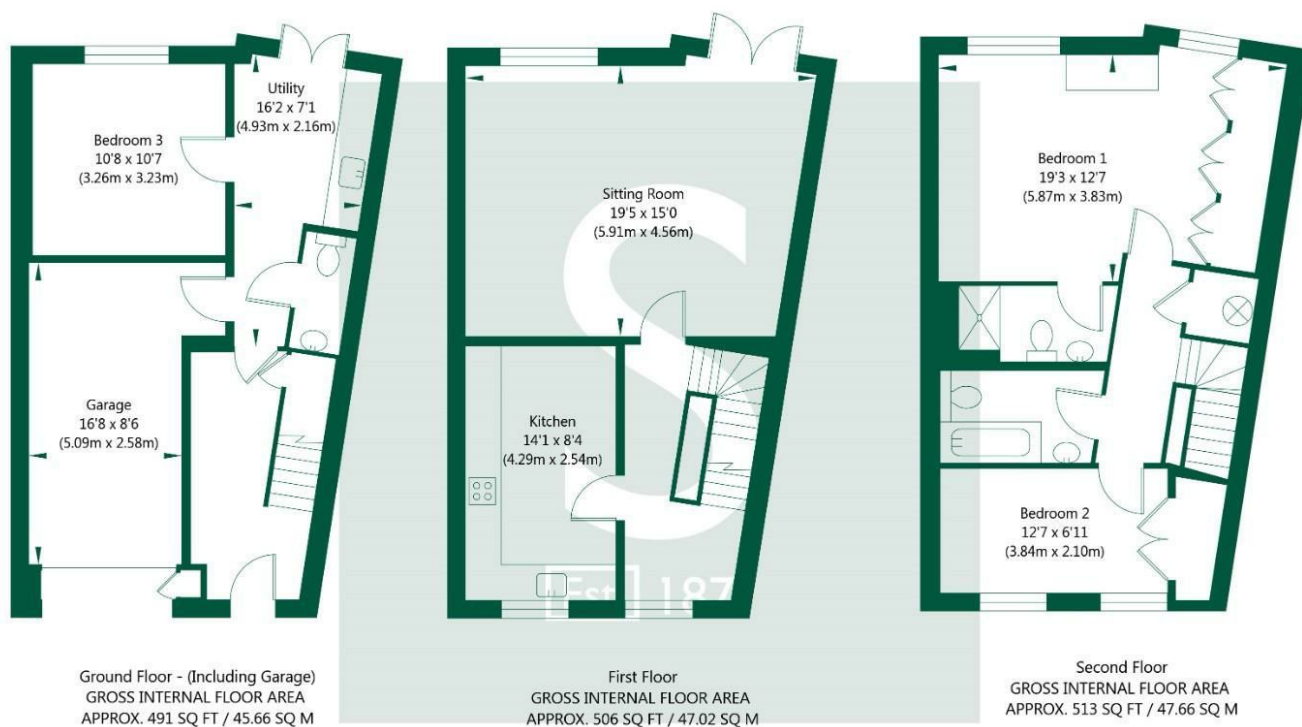 Utility
16'2 x 7'1
(4.93m x 2.16m)
Bedroom 3
10'8 x 10'7
(3.26m x 3.23m)
Garage
16'8 x 8'6
(5.09m x 2.58m)
Ground Floor - (Including Garage)
GROSS INTERNAL FLOOR AREA
APPROX. 491 SQ FT / 45.66 SQ M
Sitting Room
19'5 x 15'0
(5.91m x 4.56m)
Kitchen
14'1 x 8'4
(4.29m x 2.54m)
S
Est 187
First Floor
GROSS INTERNAL FLOOR AREA
APPROX. 506 SQ FT / 47.02 SQ M
Bedroom 1
19'3 x 12'7
(5.87m x 3.83m)
Bedroom 2
12'7 x 6'11
(3.84m x 2.10m)
Second Floor
GROSS INTERNAL FLOOR AREA
APPROX. 513 SQ FT / 47.66 SQ M